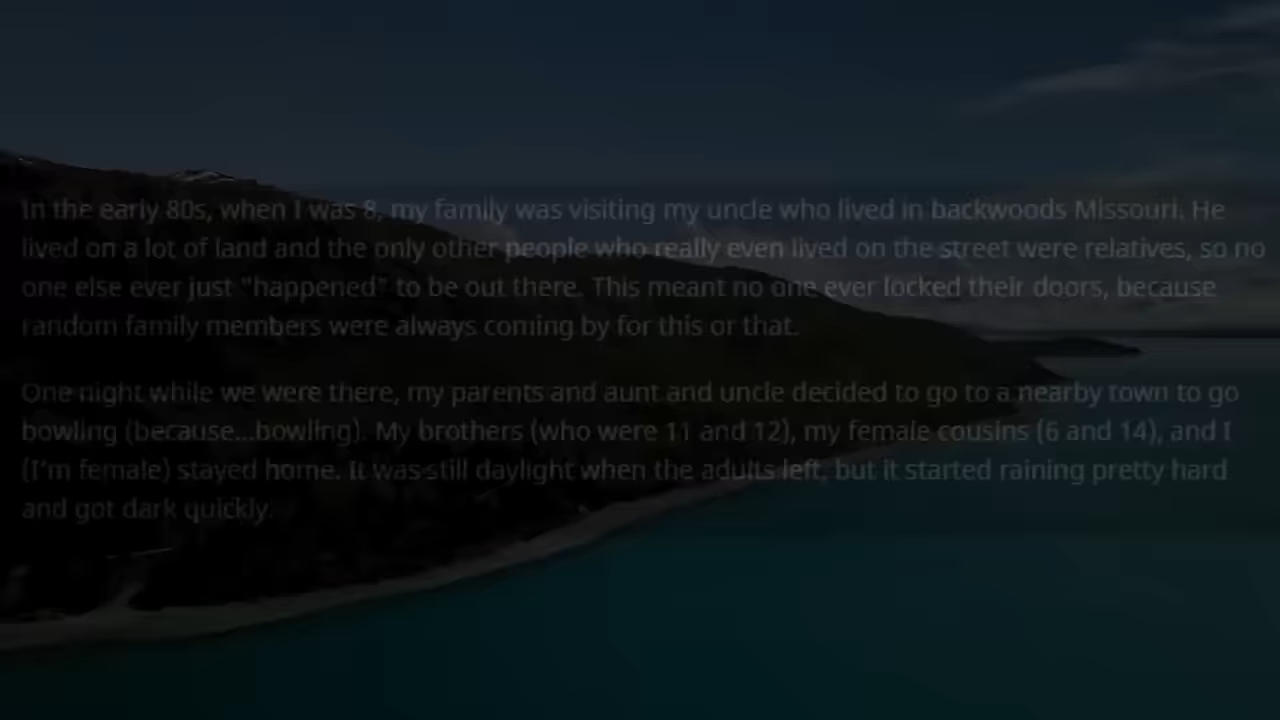 In the early 80s, when I was 8, my family was visiting my uncle who lived in backwoods Missouri. He
lived on a lot of land and the only other people who really even lived on the street were relatives, so no
one else ever just "happened" to be out there. This meant no one ever locked their doors, because
random family members were always coming by for this or that.
One night while we were there, my parents and aunt and uncle decided to go to a nearby town to go
bowling (because...bowling). My brothers (who were 11 and 12), my female cousins (6 and 14), and I
(I'm female) stayed home. It was still daylight when the adults left, but it started raining pretty hard
and got dark quickly.